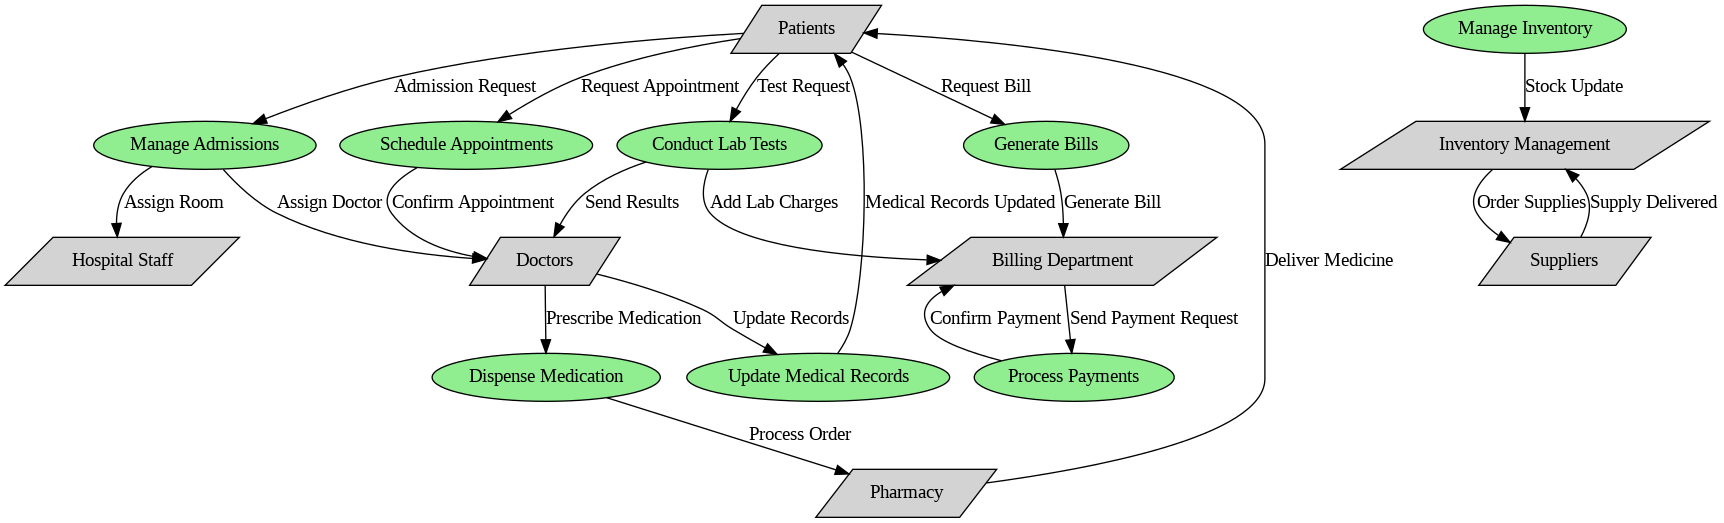 Patients
Manage Inventory
Admission Request
Request Appointment
Test Request
Request Bill
Stock Update
Manage Admissions
Schedule Appointments
Conduct Lab Tests
Generate Bills
Inventory Management
Assign Room
Assign Doctor
Confirm Appointment
Send Results
Add Lab Charges
Medical Records Updated
Generate Bill
Order Supplies
Supply Delivered
Hospital Staff
Doctors
Billing Department
Deliver Medicine
Suppliers
Prescribe Medication
Update Records
Confirm Payment
Send Payment Request
Dispense Medication
Update Medical Records
Process Payments
Process Order
Pharmacy